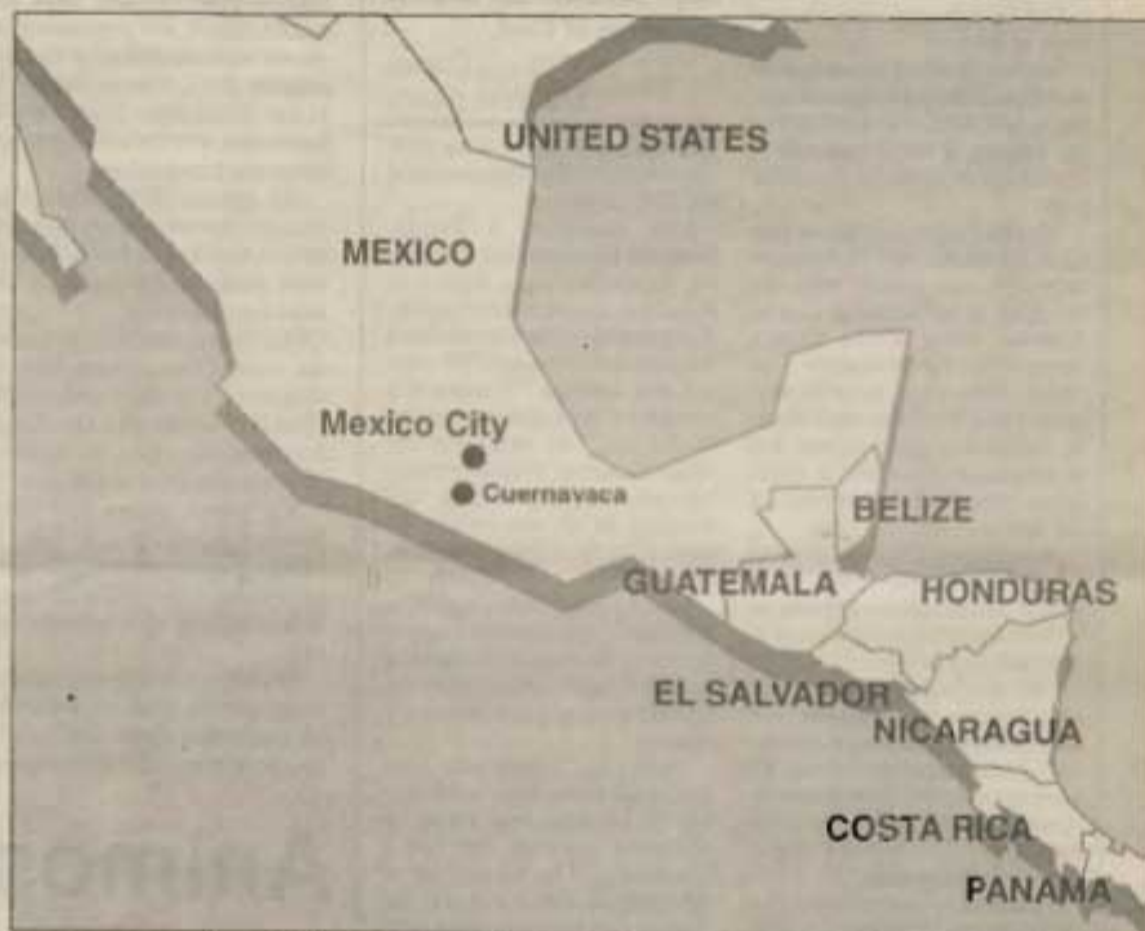 UNITED STATES
MEXICO
Mexico City
Cuernavaca
BELIZE
GUATEMALA
HONDURAS
EL SALVADOR
NICARAGUA
COSTA RICA
PANAMA